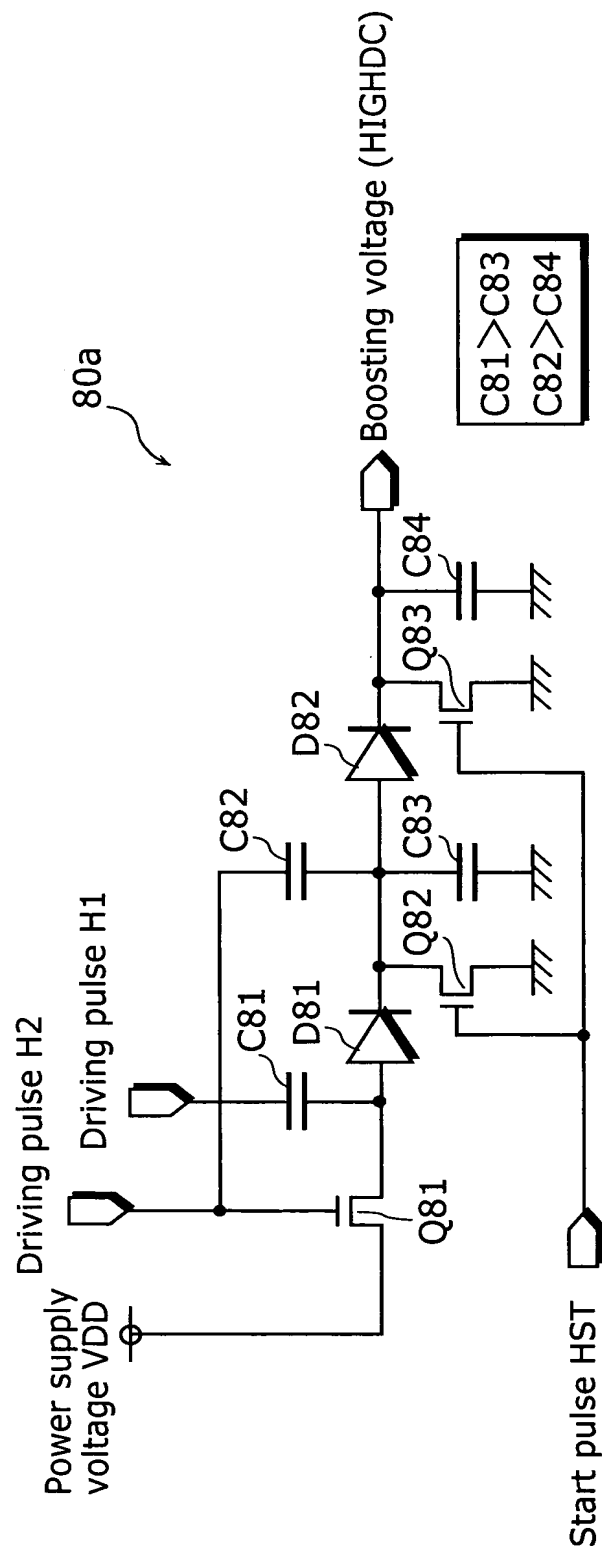 80a
Driving pulse H2
Driving pulse H1
Power supply
voltage VDD
C81
C82
D81
D82
Q81
Q82
C83
Q83
C84
Boosting voltage (HIGHDC)
C81>C83
C82>C84
Start pulse HST